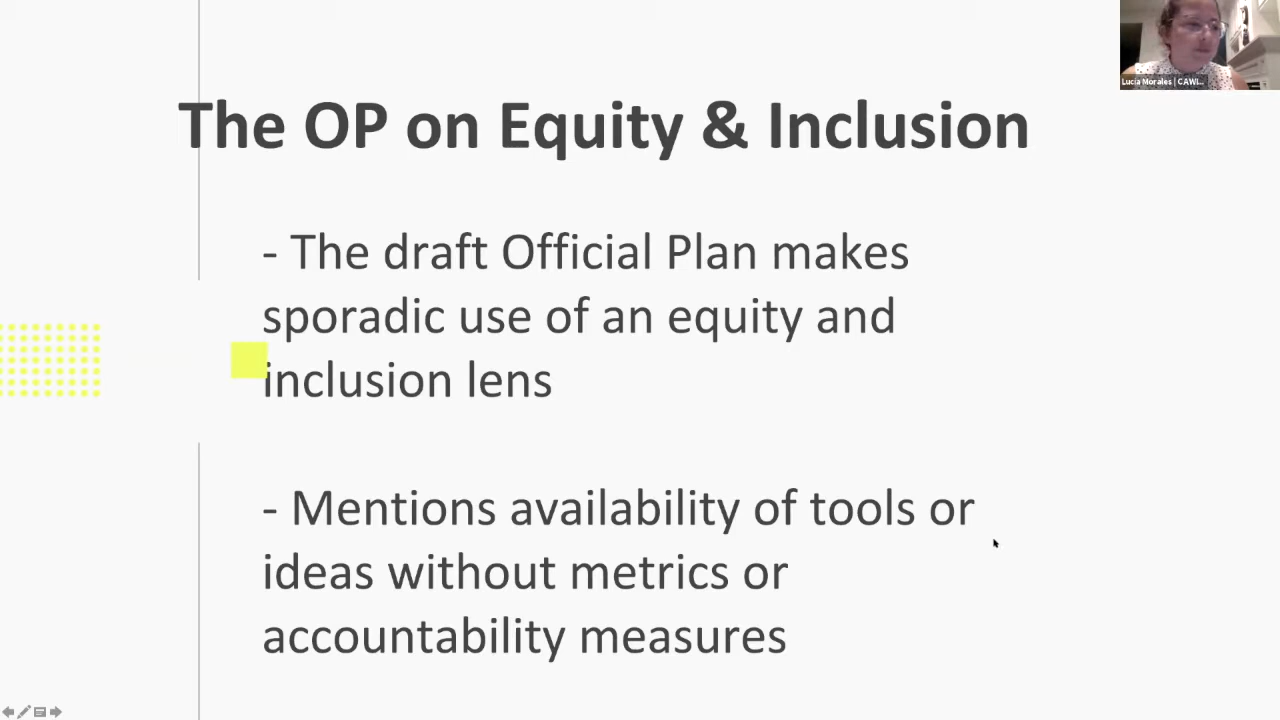 Lucia Morales | CAWI...
The OP on Equity & Inclusion
- The draft Official Plan makes
sporadic use of an equity and
inclusion lens
- Mentions availability of tools or
ideas without metrics or
accountability measures